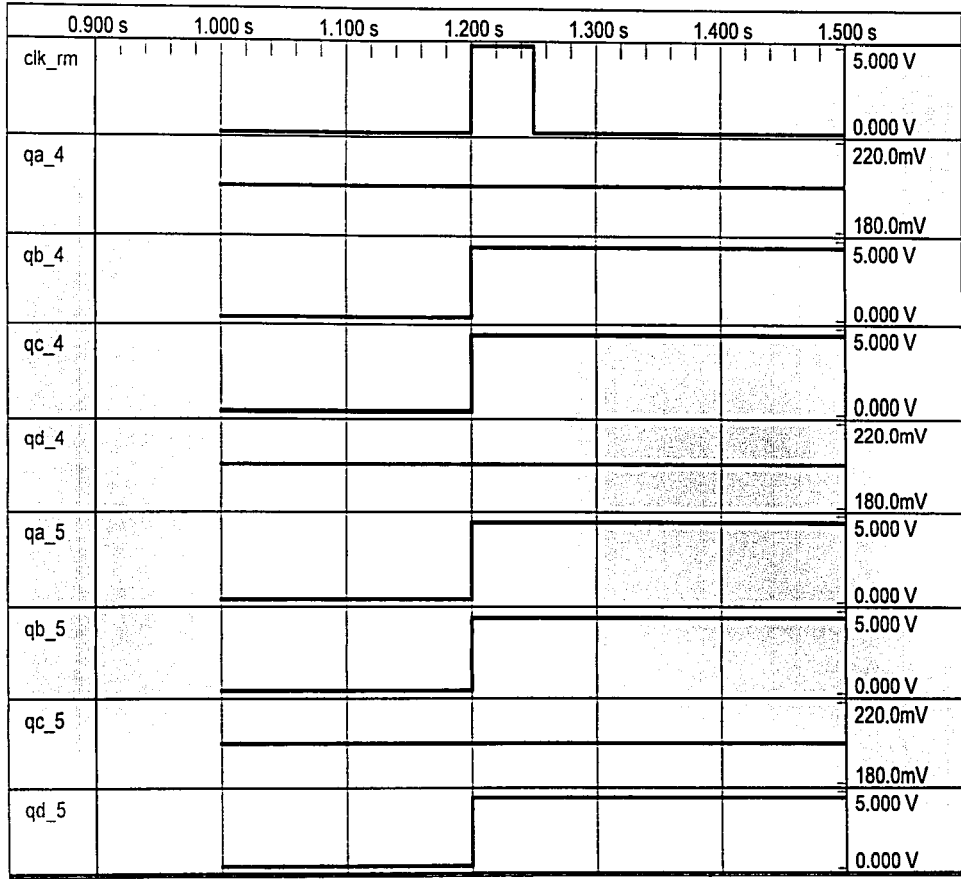 0.900 s 1.000 s 1.200 s 1.300 s 1.400 s 1.500 s
clk_rm 5.000 V
0.000 V
qa_4 220.0mV
180.0mV
qb_4 5.000 V
0.000 V
qc_4 5.000 V
0.000 V
qd_4 220.0mV
180.0mV
qa_5 5.000 V
0.000 V
qb_5 5.000 V
0.000 V
qc_5 220.0mV
180.0mV
qd_5 5.000 V
0.000 V